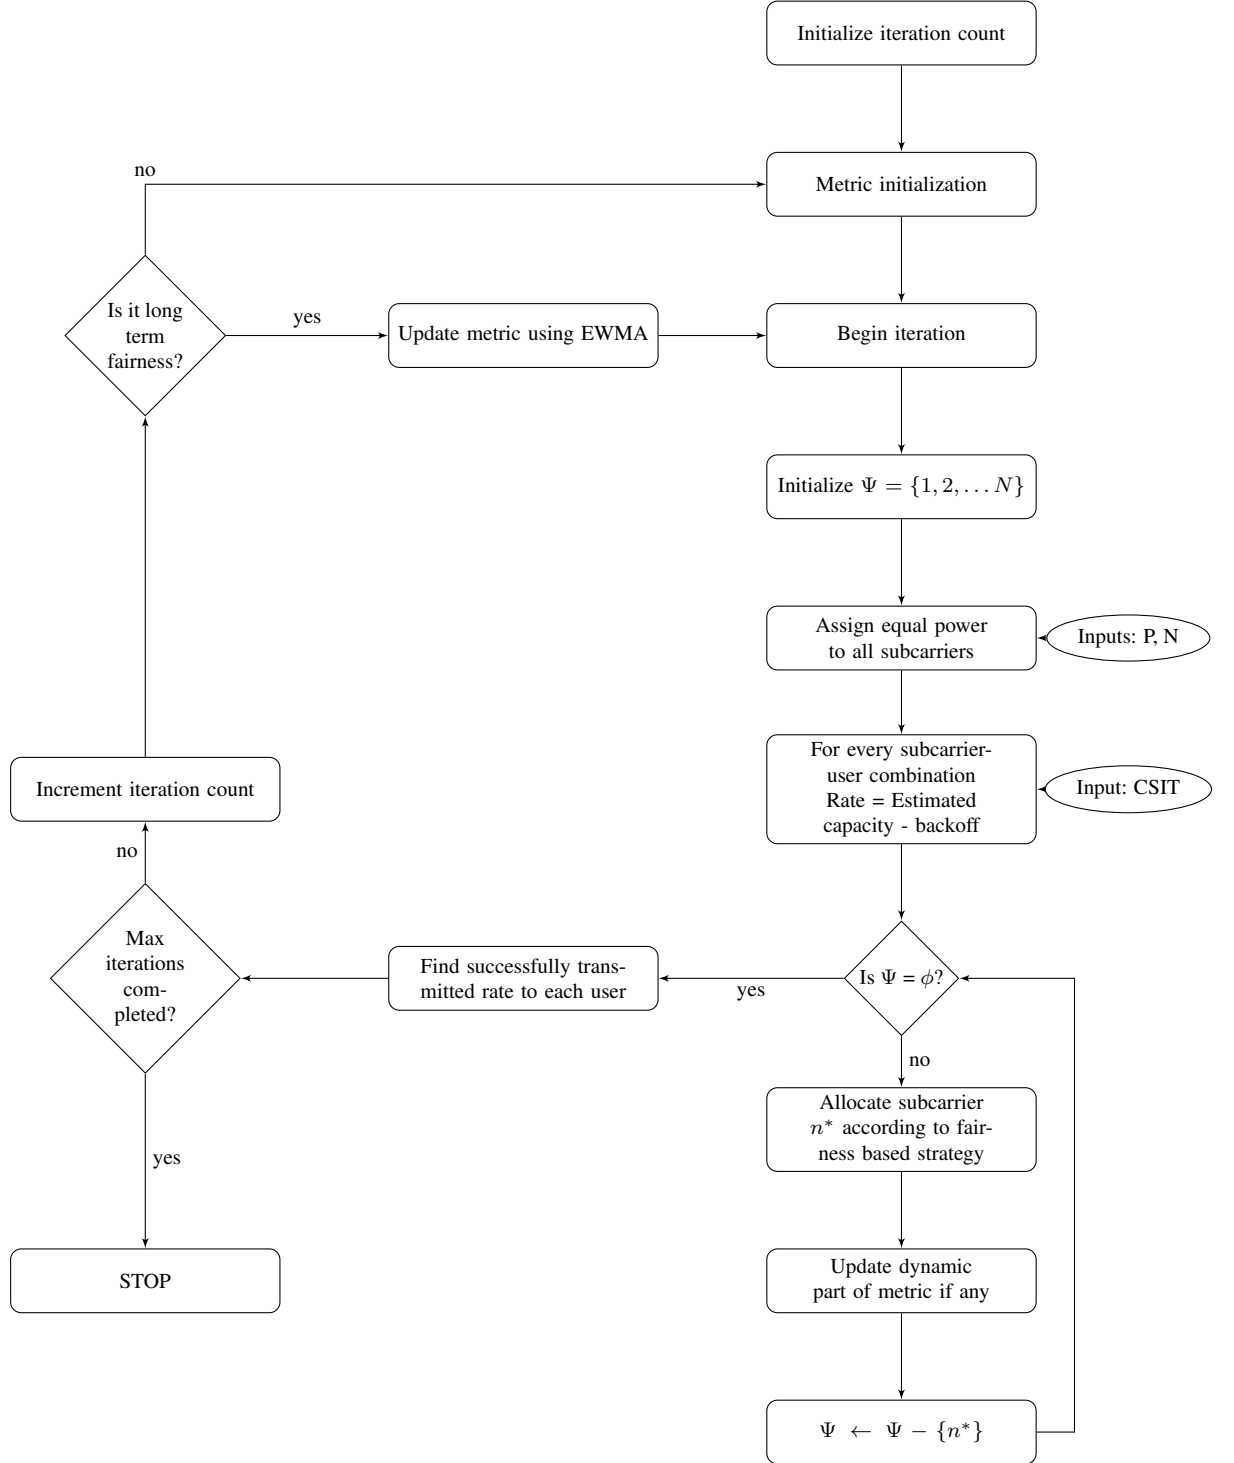 Initialize iteration count
no
Metric initialization
Is it long
term
fairness?
yes
Update metric using EWMA
Begin iteration
Initialize Ψ = {1, 2, . . . N}
Assign equal power
to all subcarriers
Inputs: P, N
For every subcarrier-
user combination
Rate = Estimated
capacity - backoff
Input: CSIT
Increment iteration count
no
Max
iterations
com-
pleted?
Find successfully trans-
mitted rate to each user
yes
Is Ψ = ϕ?
no
Allocate subcarrier
n* according to fair-
ness based strategy
yes
STOP
Update dynamic
part of metric if any
Ψ ← Ψ − {n*}